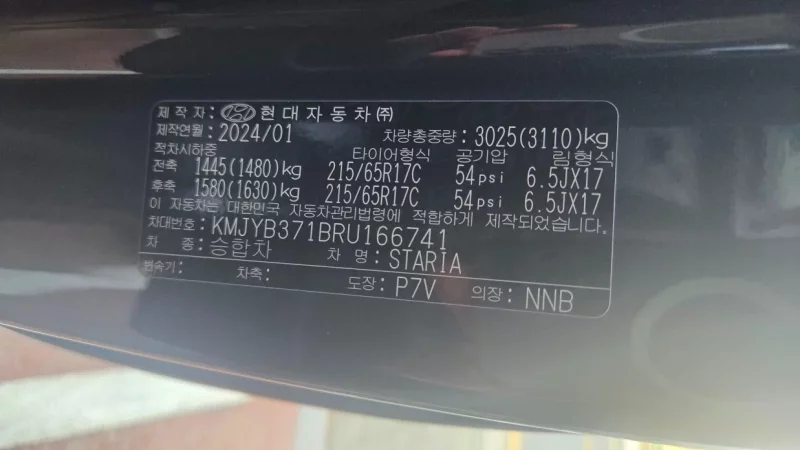 제작자: 현대자동차㈜
제작연월: 2024/01 차량총중량: 3025(3110)kg
적차시하중 타이어형식 공기압 림형식
전축 1445(1480)kg 215/65R17C 54psi 6.5JX17
후축 1580(1630)kg 215/65R17C 54psi 6.5JX17
이 자동차는 대한민국 자동차관리법령에 적합하게 제작되었습니다.
차대번호: KMJYB371BRU166741
차 종: 승합차 차 명: STARIA
변속기: 차축: 도장: P7V 의장: NNB